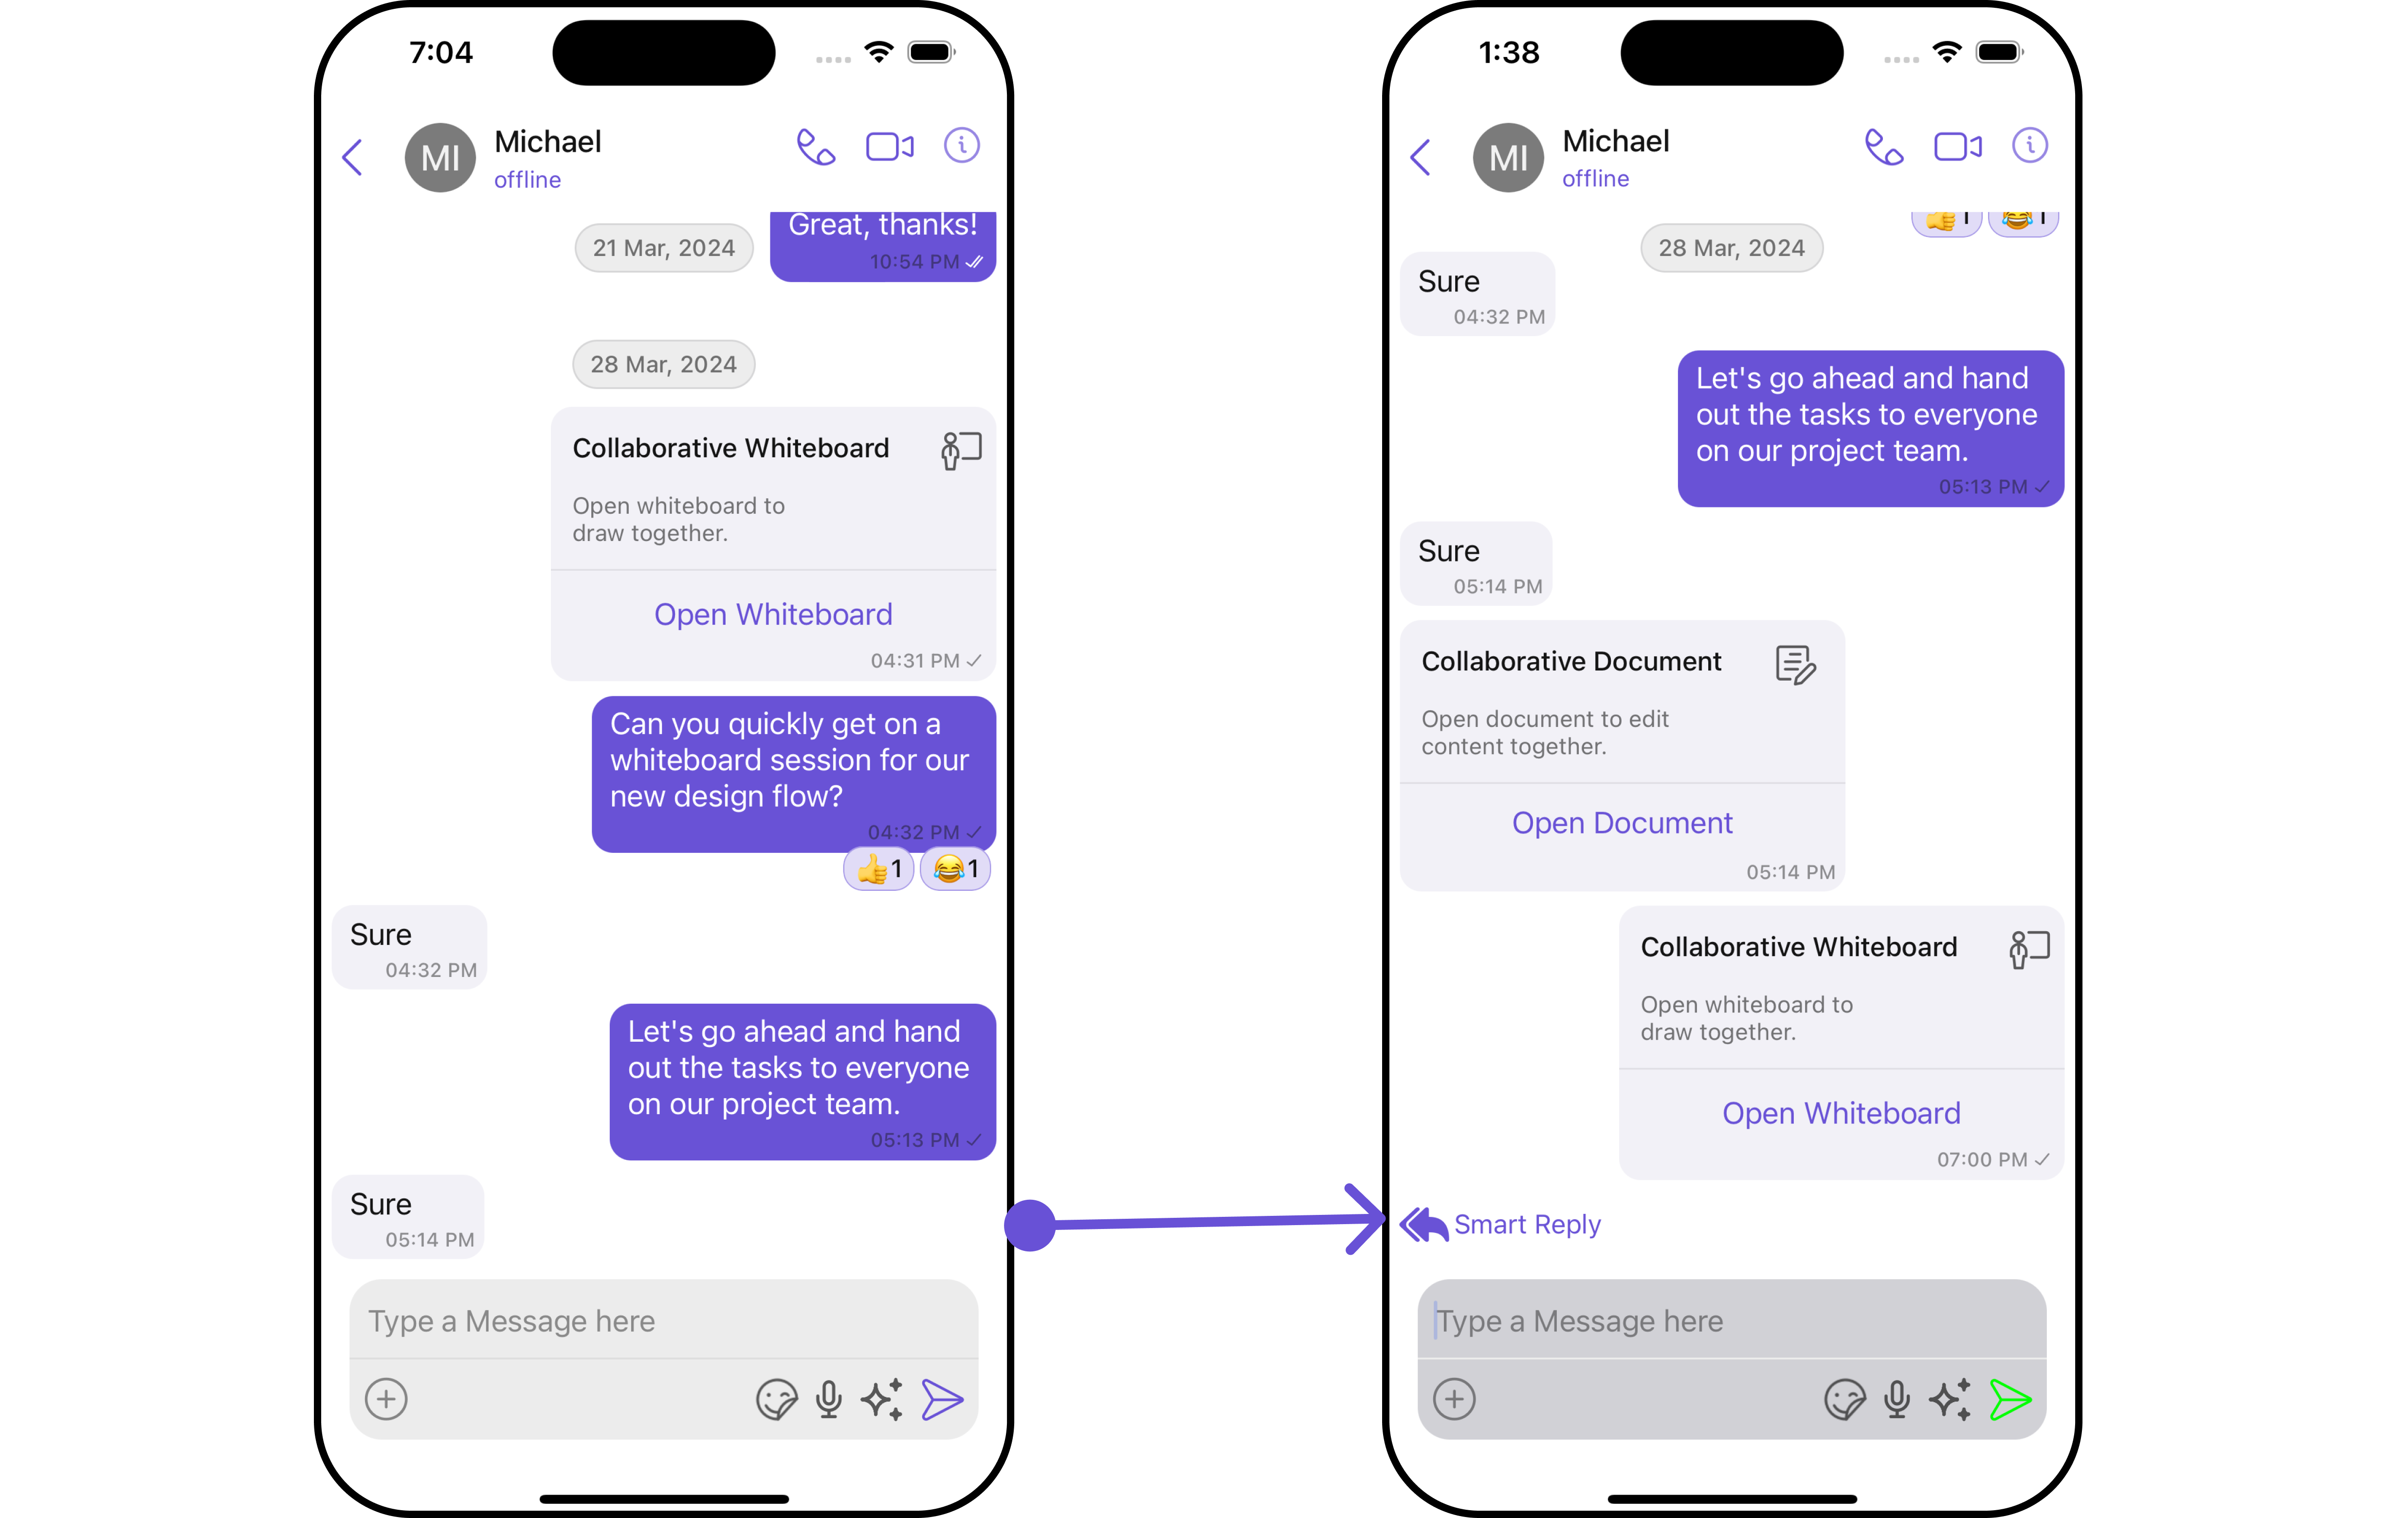 7:04
MI
Michael
offline
21 Mar, 2024
Great, thanks!
10:54 PM
28 Mar, 2024
Collaborative Whiteboard
Open whiteboard to
draw together.
Open Whiteboard
04:31 PM
Can you quickly get on a
whiteboard session for our
new design flow?
04:32 PM
👍1 😂1
Sure
04:32 PM
Let's go ahead and hand
out the tasks to everyone
on our project team.
05:13 PM
Sure
05:14 PM
Type a Message here
1:38
MI
Michael
offline
👍1 😂1
28 Mar, 2024
Sure
04:32 PM
Let's go ahead and hand
out the tasks to everyone
on our project team.
05:13 PM
Sure
05:14 PM
Collaborative Document
Open document to edit
content together.
Open Document
05:14 PM
Collaborative Whiteboard
Open whiteboard to
draw together.
Open Whiteboard
07:00 PM
Smart Reply
Type a Message here